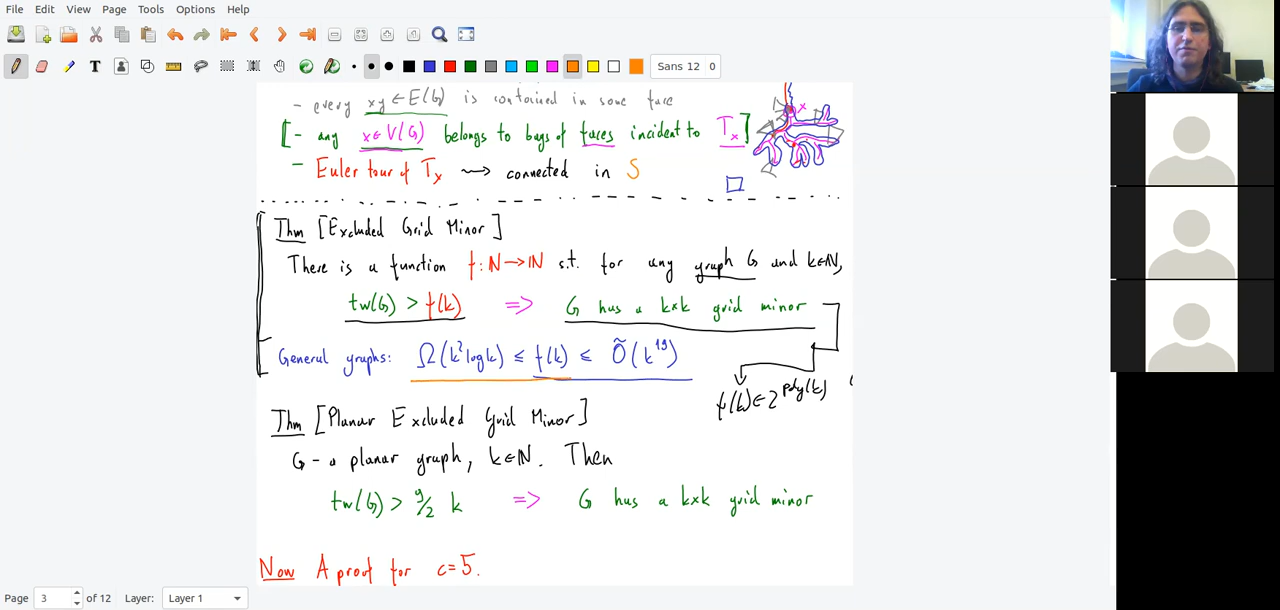 File Edit View Page Tools Options Help
Sans 12 0
- every xy ∈ E(G) is contained in some face
x
[ - any x ∈ V(G) belongs to bags of faces incident to Tx ]
- Euler tour of Tx ⇝ connected in S
Thm [Excluded Grid Minor]
There is a function f: ℕ → ℕ s.t. for any graph G and k∈ℕ,
tw(G) > f(k) => G has a k×k grid minor
General graphs: Ω(k² log k) ≤ f(k) ≤ Õ(k¹⁹)
f(k) ∈ 2^poly(k)
Thm [Planar Excluded Grid Minor]
G - a planar graph, k∈ℕ. Then
tw(G) > 9/2 k => G has a k×k grid minor
Now A proof for c=5.
Page 3 of 12 Layer: Layer 1